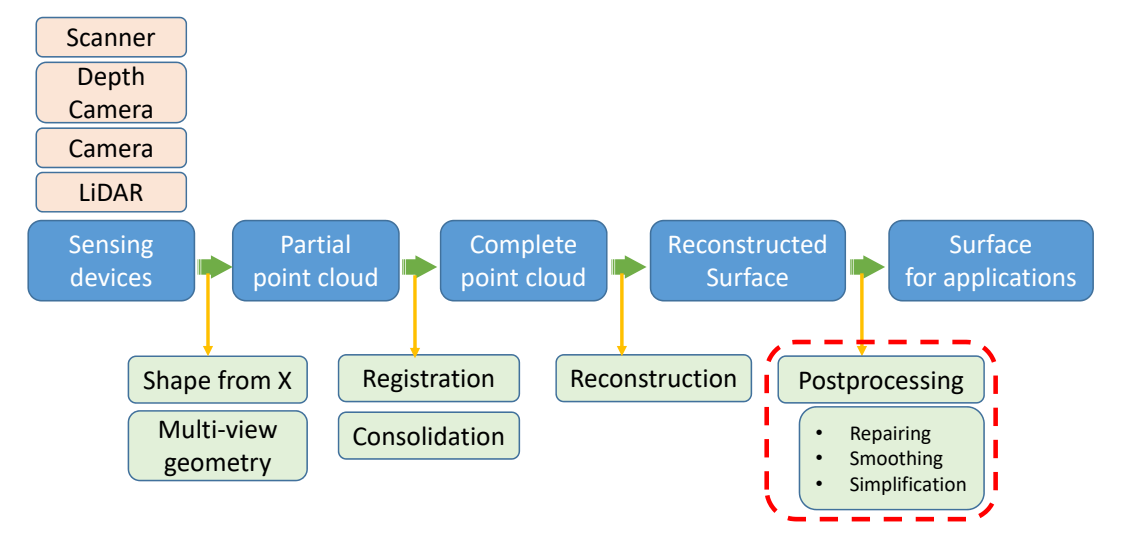 Scanner
Depth
Camera
Camera
LiDAR
Sensing
devices
Partial
point cloud
Complete
point cloud
Reconstructed
Surface
Surface
for applications
Shape from X
Multi-view
geometry
Registration
Consolidation
Reconstruction
Postprocessing
• Repairing
• Smoothing
• Simplification